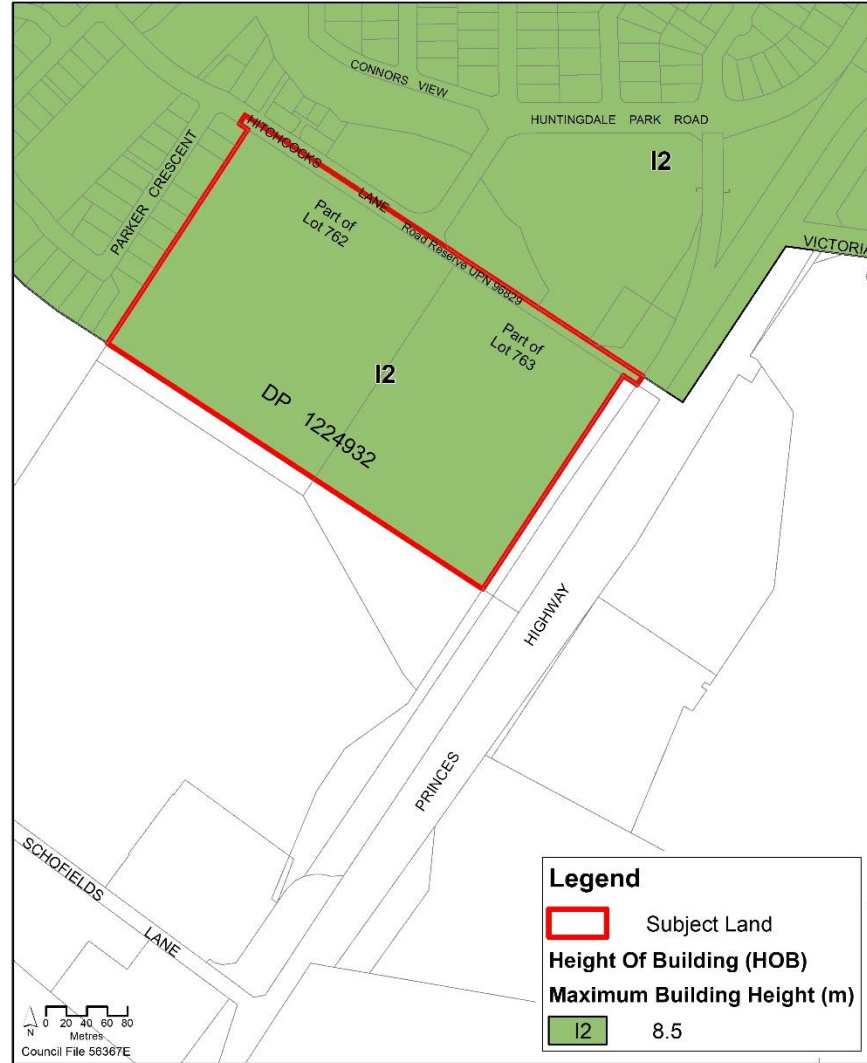 CONNORS VIEW
HUNTINGDALE PARK ROAD
HITCHCOCKS
LANE
I2
PARKER CRESCENT
Part of
Lot 762
Road Reserve UPN 96829
VICTORIA
Part of
Lot 763
I2
DP 1224932
HIGHWAY
PRINCES
SCHOFIELDS
LANE
Legend
Subject Land
Height Of Building (HOB)
Maximum Building Height (m)
I2 8.5
N
0 20 40 60 80
Metres
Council File 56367E